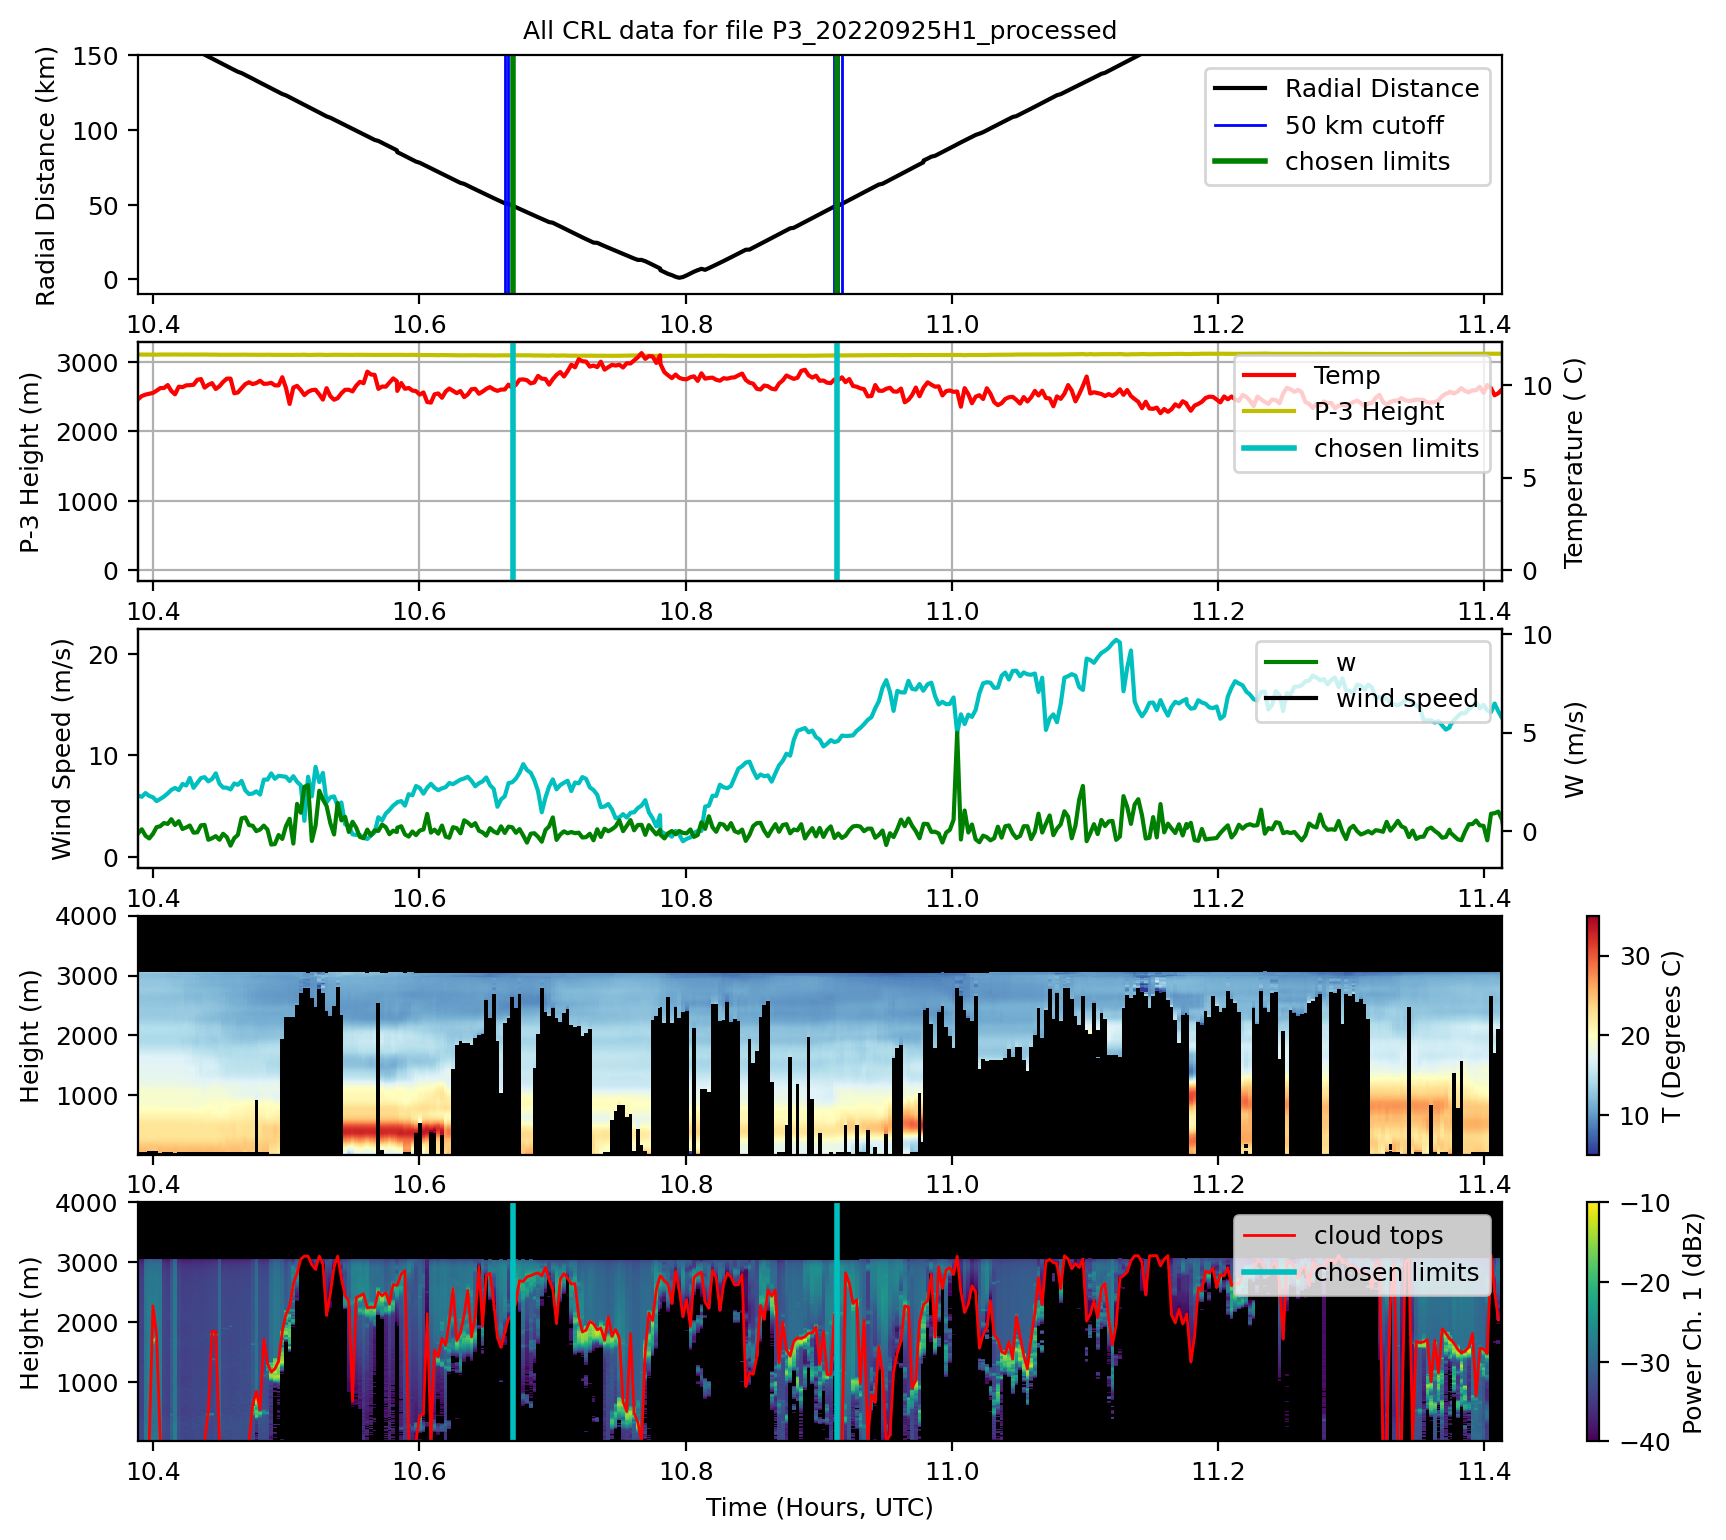 All CRL data for file P3_20220925H1_processed
Radial Distance (km)
150
100
50
0
Radial Distance
50 km cutoff
chosen limits
10.4 10.6 10.8 11.0 11.2 11.4
P-3 Height (m)
3000
2000
1000
0
Temp
P-3 Height
chosen limits
10
5
0
Temperature ( C)
10.4 10.6 10.8 11.0 11.2 11.4
Wind Speed (m/s)
20
10
0
w
wind speed
10
5
0
W (m/s)
10.4 10.6 10.8 11.0 11.2 11.4
Height (m)
4000
3000
2000
1000
30
20
10
T (Degrees C)
10.4 10.6 10.8 11.0 11.2 11.4
Height (m)
4000
3000
2000
1000
cloud tops
chosen limits
−10
−20
−30
−40
Power Ch. 1 (dBz)
10.4 10.6 10.8 11.0 11.2 11.4
Time (Hours, UTC)